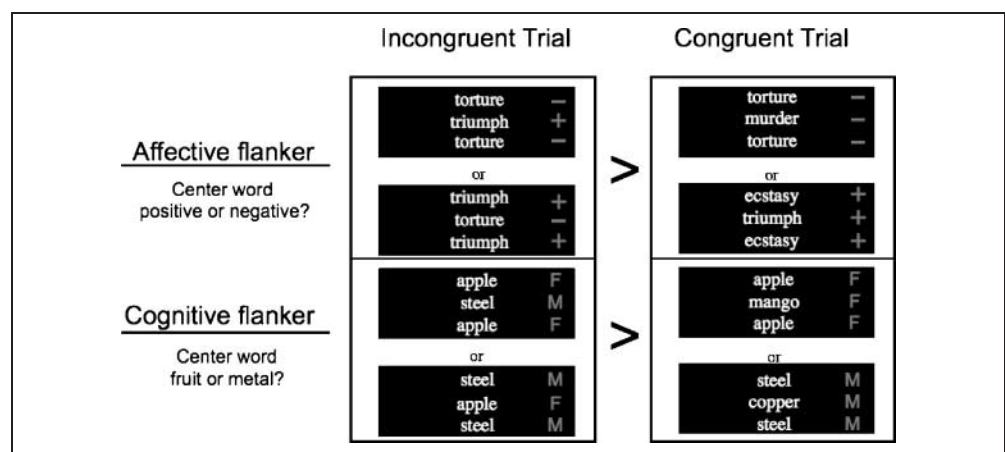 Incongruent Trial Congruent Trial
Affective flanker
Center word
positive or negative?
torture −
triumph +
torture −
or
triumph +
torture −
triumph +
>
torture −
murder −
torture −
or
ecstasy +
triumph +
ecstasy +
Cognitive flanker
Center word
fruit or metal?
apple F
steel M
apple F
or
steel M
apple F
steel M
>
apple F
mango F
apple F
or
steel M
copper M
steel M